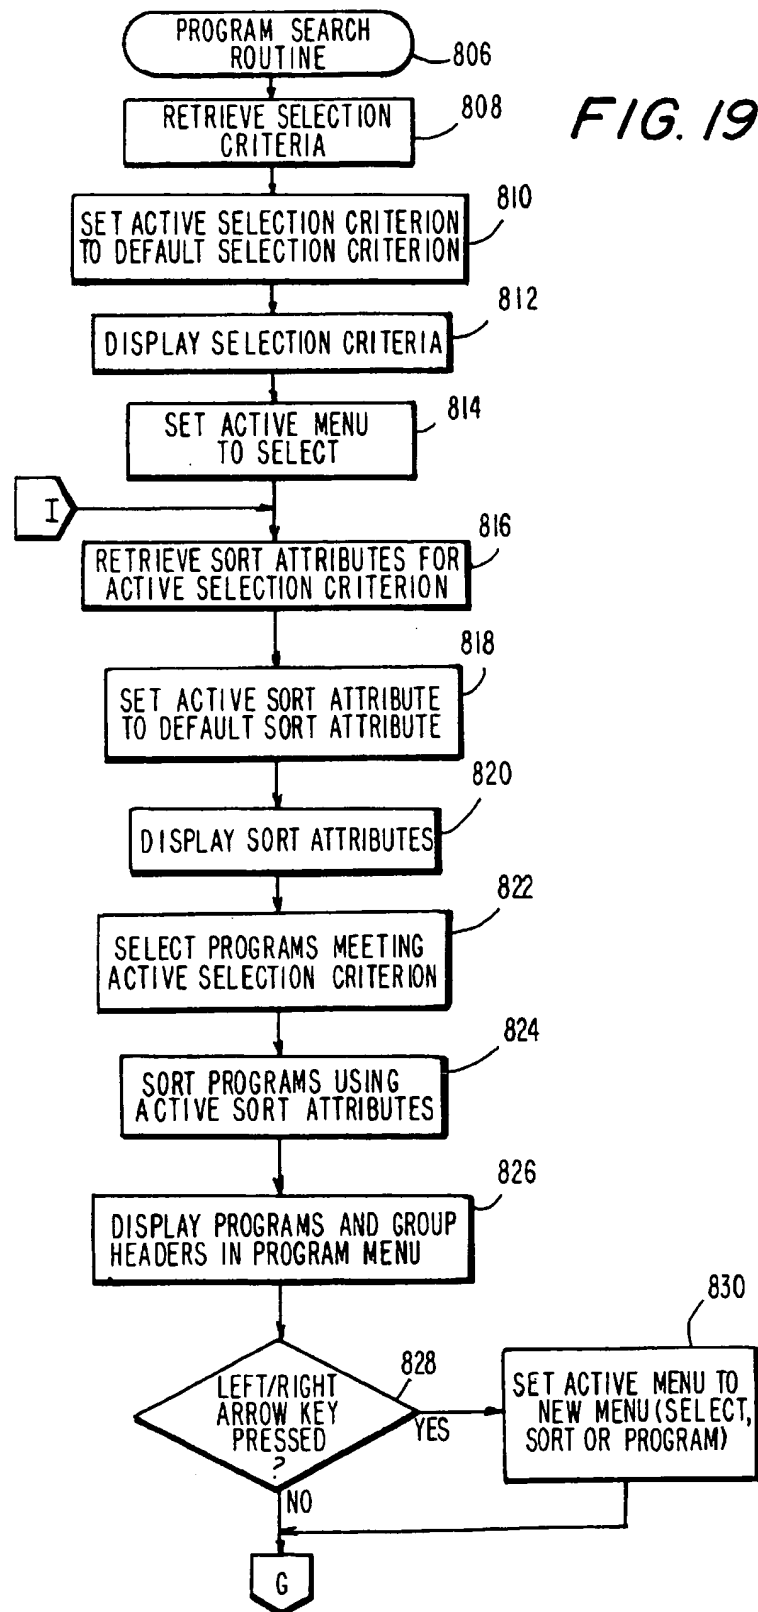 PROGRAM SEARCH
ROUTINE
806
FIG. 19
RETRIEVE SELECTION
CRITERIA
808
SET ACTIVE SELECTION CRITERION
TO DEFAULT SELECTION CRITERION
810
DISPLAY SELECTION CRITERIA
812
SET ACTIVE MENU
TO SELECT
814
I
RETRIEVE SORT ATTRIBUTES FOR
ACTIVE SELECTION CRITERION
816
SET ACTIVE SORT ATTRIBUTE
TO DEFAULT SORT ATTRIBUTE
818
DISPLAY SORT ATTRIBUTES
820
SELECT PROGRAMS MEETING
ACTIVE SELECTION CRITERION
822
SORT PROGRAMS USING
ACTIVE SORT ATTRIBUTES
824
DISPLAY PROGRAMS AND GROUP
HEADERS IN PROGRAM MENU
826
LEFT/RIGHT
ARROW KEY
PRESSED
?
828
YES
NO
SET ACTIVE MENU TO
NEW MENU (SELECT,
SORT OR PROGRAM)
830
G